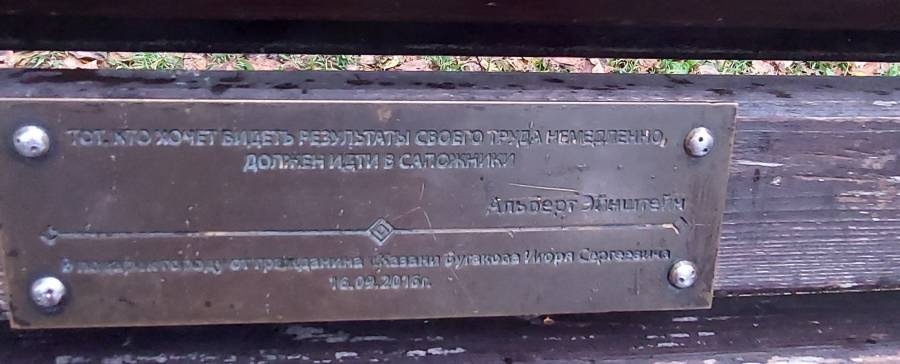 ТОТ, КТО ХОЧЕТ ВИДЕТЬ РЕЗУЛЬТАТЫ СВОЕГО ТРУДА НЕМЕДЛЕННО,
ДОЛЖЕН ИДТИ В САПОЖНИКИ
Альберт Эйнштейн
В подарок городу от гражданина г.Казани Бугакова Игоря Сергеевича
16.09.2016г.